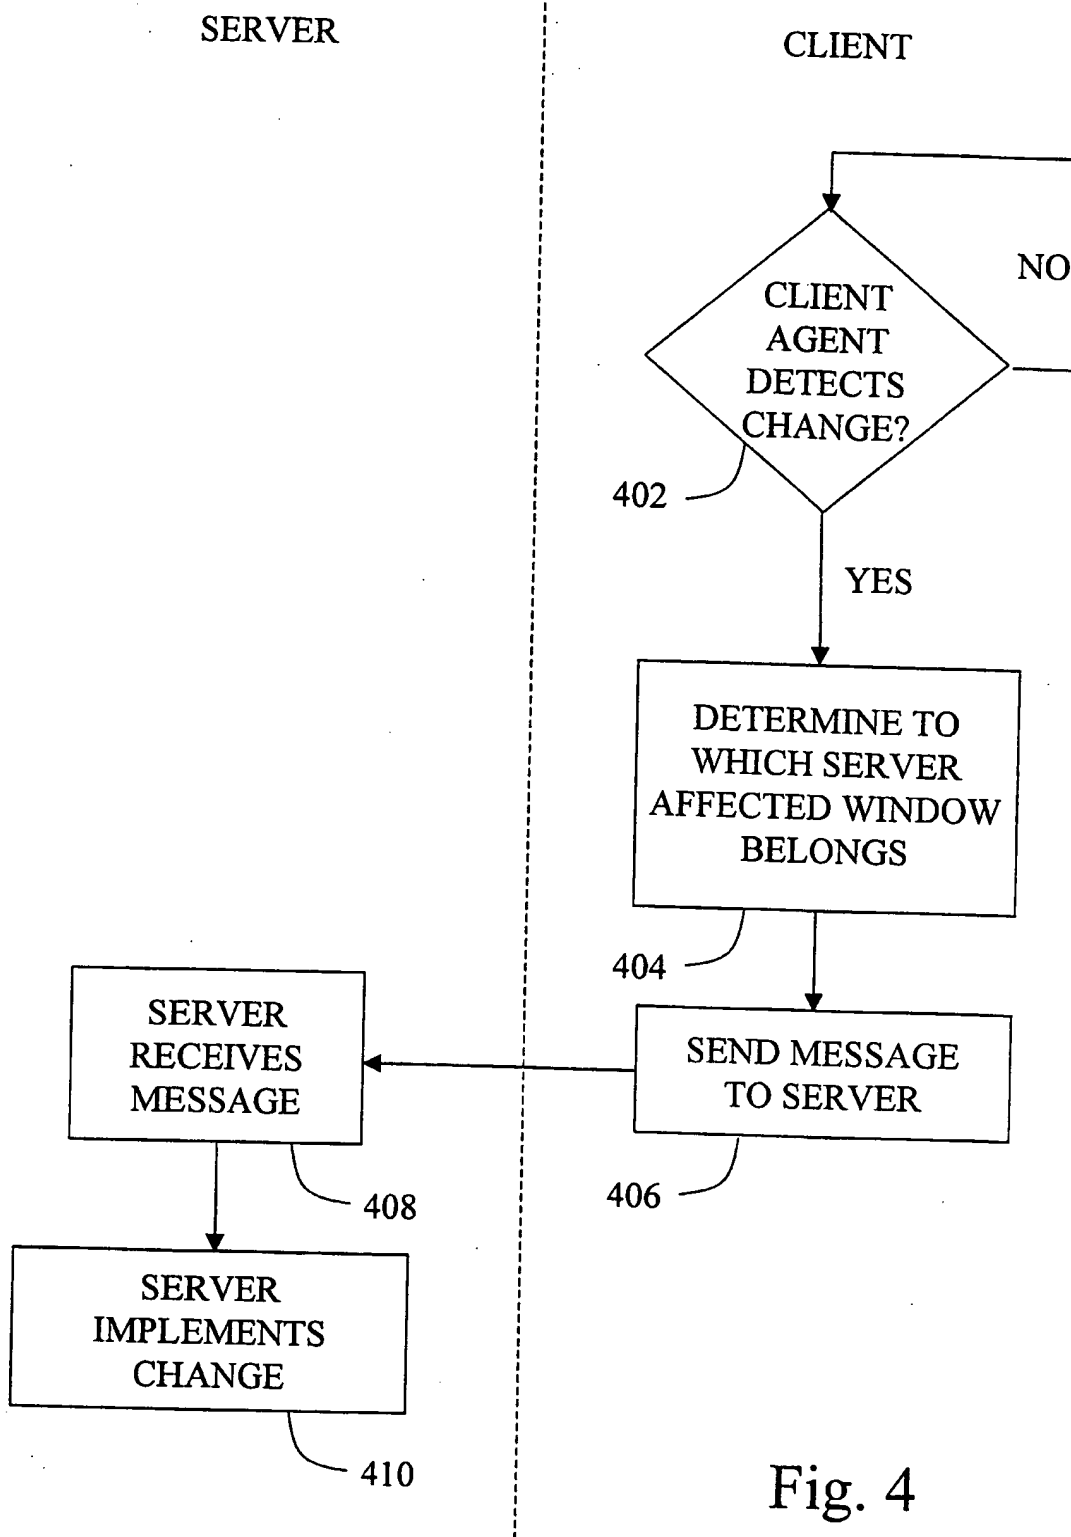 SERVER
CLIENT
NO
CLIENT
AGENT
DETECTS
CHANGE?
402
YES
DETERMINE TO
WHICH SERVER
AFFECTED WINDOW
BELONGS
404
SEND MESSAGE
TO SERVER
406
SERVER
RECEIVES
MESSAGE
408
SERVER
IMPLEMENTS
CHANGE
410
Fig. 4